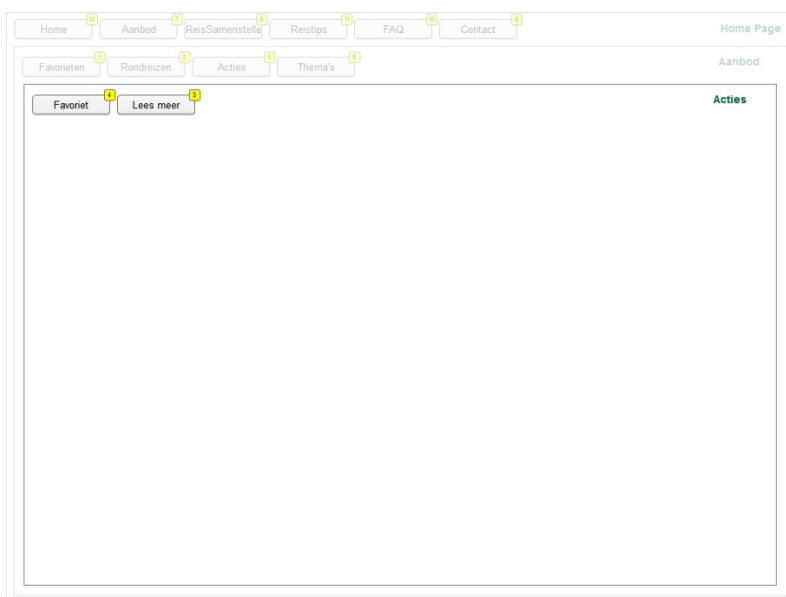 Home 12 Aanbod 7 ReisSamenstelle 9 Reistips 11 FAQ 10 Contact 8 Home Page
Favorieten 1 Rondreizen 2 Acties 5 Thema's 6 Aanbod
Favoriet 4 Lees meer 3 Acties